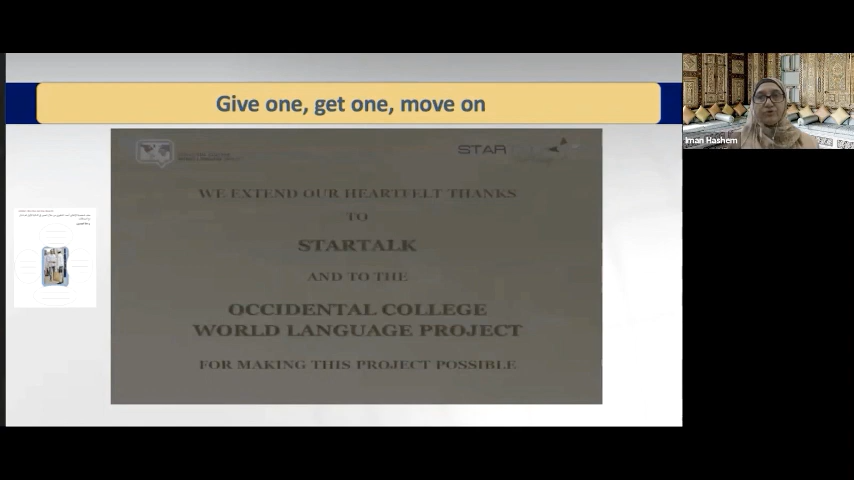 Give one, get one, move on
STAR
WE EXTEND OUR HEARTFELT THANKS
TO
STARTALK
AND TO THE
OCCIDENTAL COLLEGE
WORLD LANGUAGE PROJECT
FOR MAKING THIS PROJECT POSSIBLE
Iman Hashem